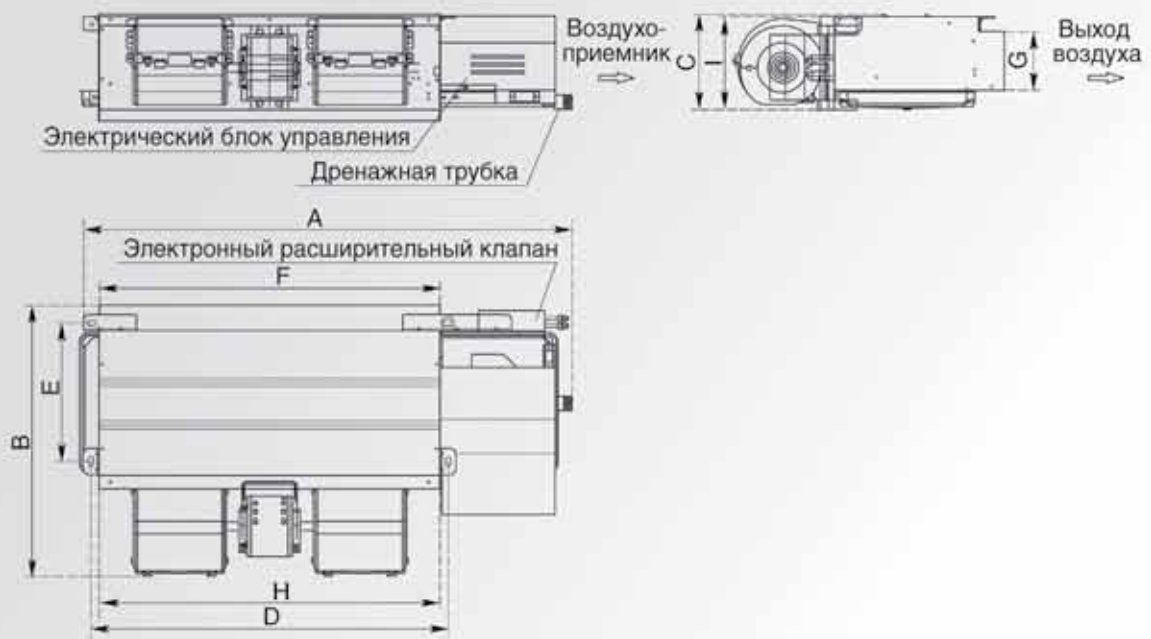 Воздухо-
приемник
Выход
воздуха
C
I
G
Электрический блок управления
Дренажная трубка
A
Электронный расширительный клапан
F
E
B
H
D